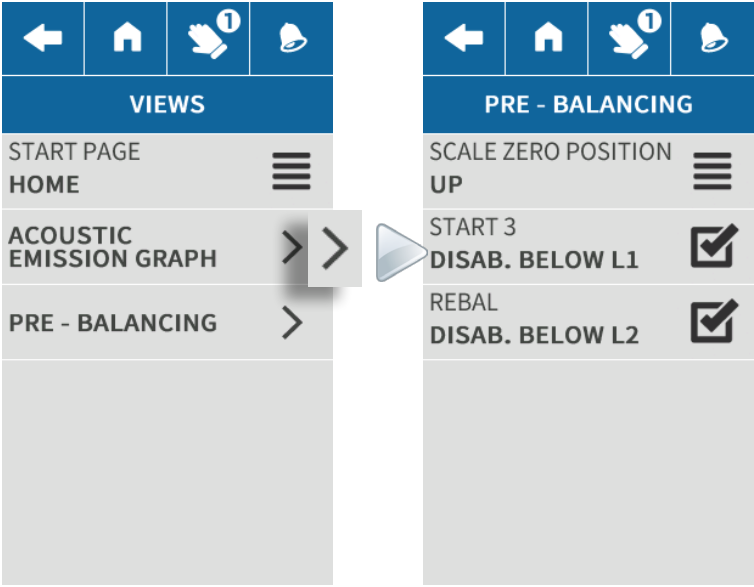 1
VIEWS
START PAGE
HOME
ACOUSTIC
EMISSION GRAPH
PRE - BALANCING
1
PRE - BALANCING
SCALE ZERO POSITION
UP
START 3
DISAB. BELOW L1
REBAL
DISAB. BELOW L2